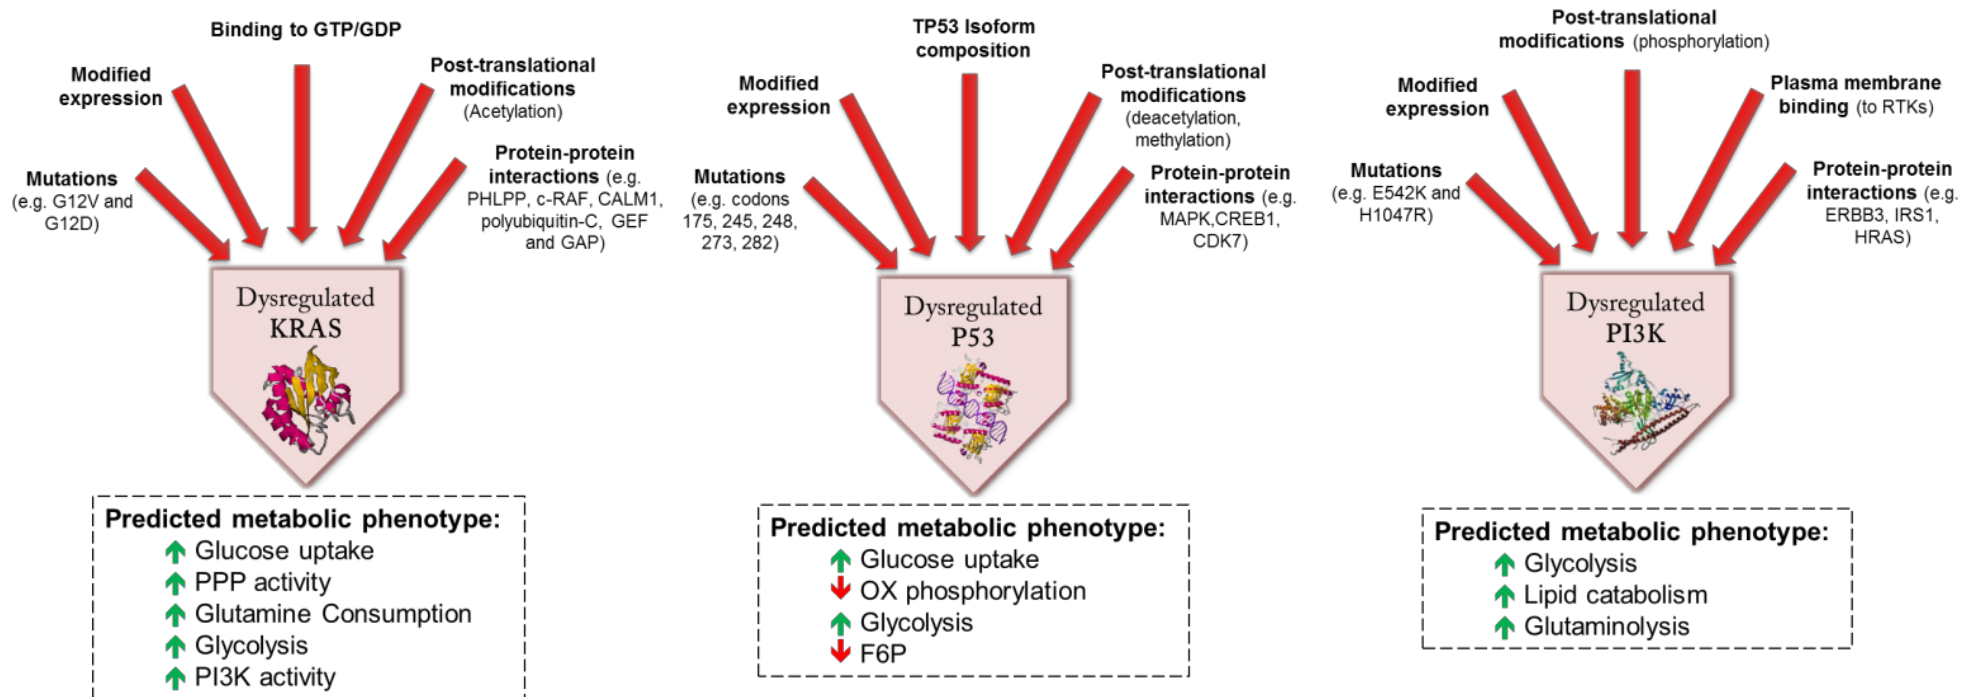 Binding to GTP/GDP
Modified
expression
Post-translational
modifications
(Acetylation)
Mutations
(e.g. G12V and
G12D)
Protein-protein
interactions (e.g.
PHLPP, c-RAF, CALM1,
polyubiquitin-C, GEF
and GAP)
Dysregulated
KRAS
Predicted metabolic phenotype:
Glucose uptake
PPP activity
Glutamine Consumption
Glycolysis
PI3K activity
TP53 Isoform
composition
Modified
expression
Post-translational
modifications
(deacetylation,
methylation)
Mutations
(e.g. codons
175, 245, 248,
273, 282)
Protein-protein
interactions (e.g.
MAPK,CREB1,
CDK7)
Dysregulated
P53
Predicted metabolic phenotype:
Glucose uptake
OX phosphorylation
Glycolysis
F6P
Post-translational
modifications (phosphorylation)
Modified
expression
Plasma membrane
binding (to RTKs)
Mutations
(e.g. E542K and
H1047R)
Protein-protein
interactions (e.g.
ERBB3, IRS1,
HRAS)
Dysregulated
PI3K
Predicted metabolic phenotype:
Glycolysis
Lipid catabolism
Glutaminolysis